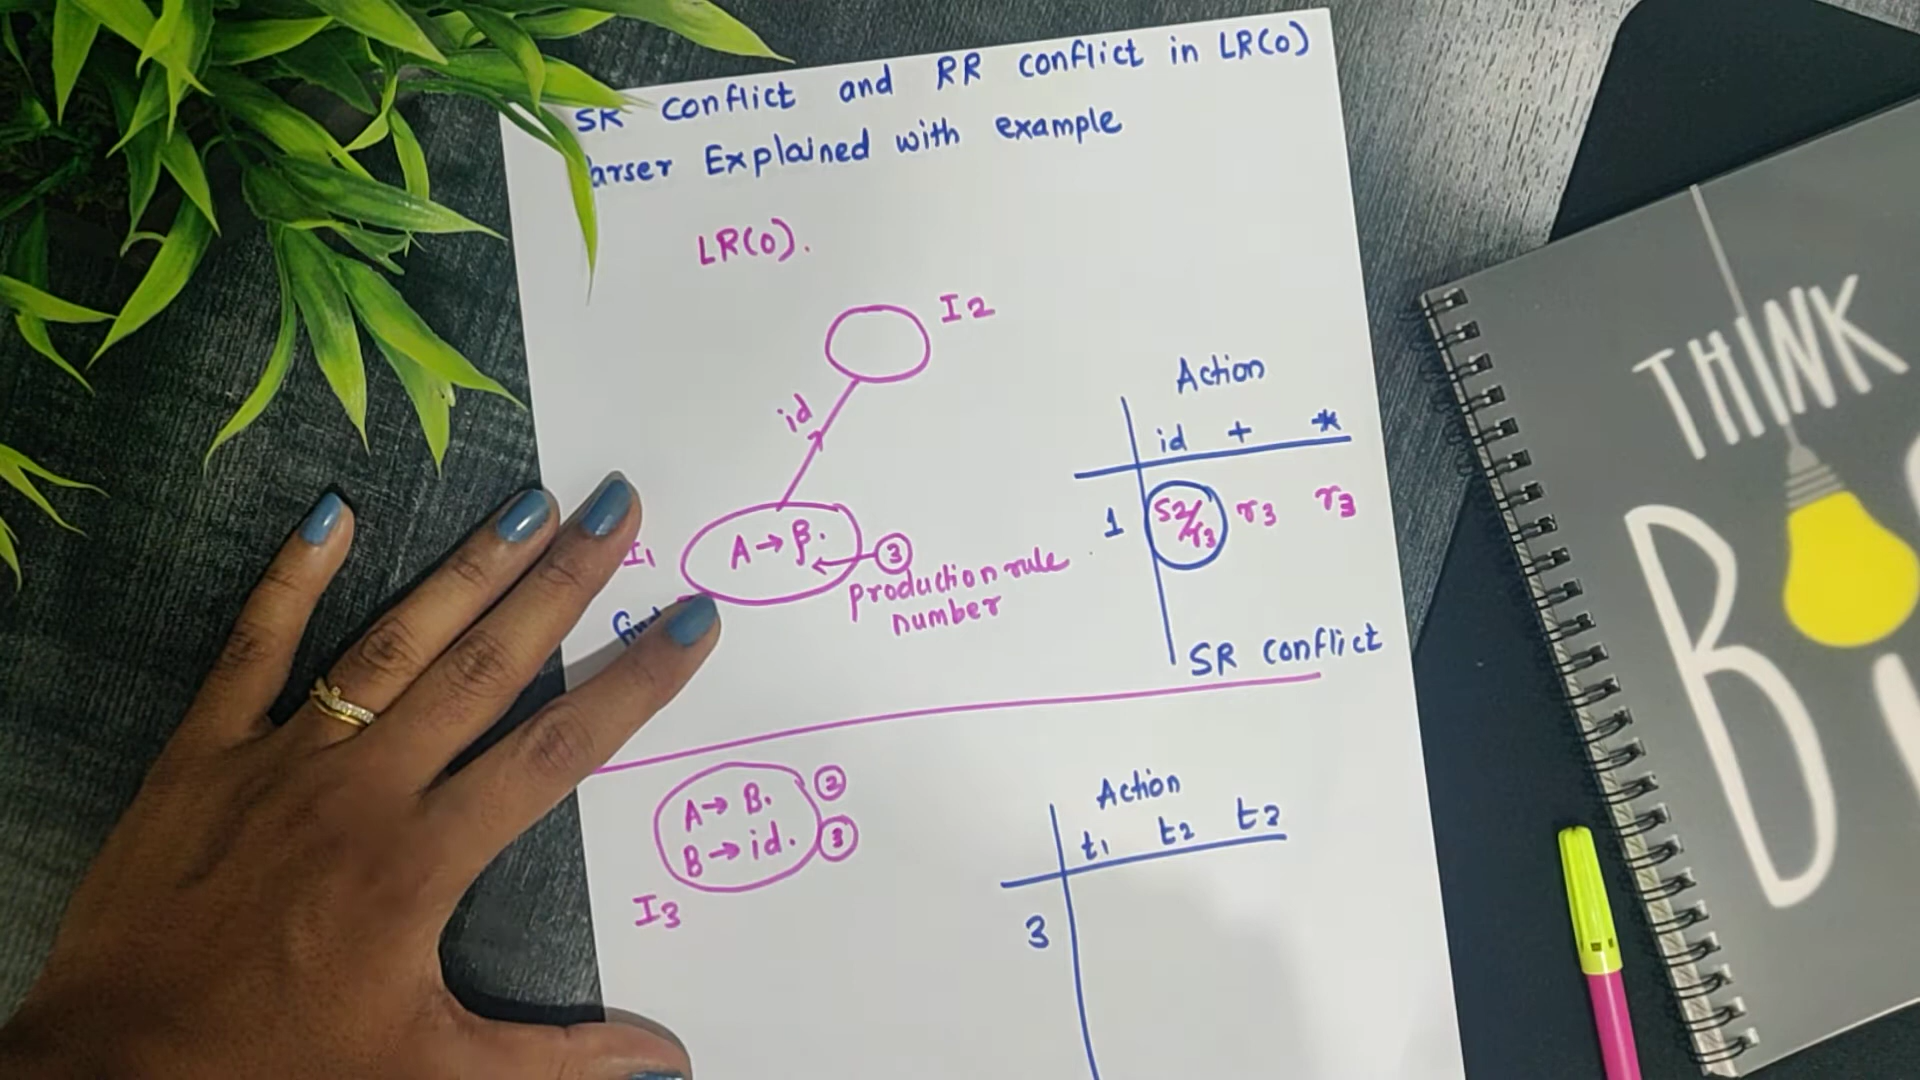 SR conflict and RR conflict in LR(0)
arser Explained with example
LR(0).
I2
id
I1
A→β.
3
production rule
number
Action
id + *
1 S2/r3 r3 r3
SR conflict
A→ B. 2
B→id. 3
I3
Action
t1 t2 t3
3
THINK